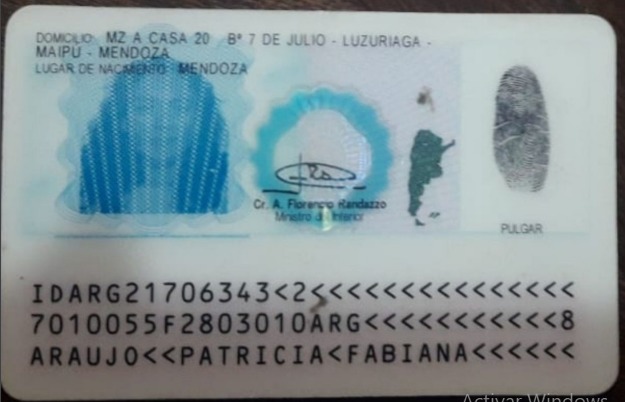 DOMICILIO: MZ A CASA 20 Bº 7 DE JULIO - LUZURIAGA -
MAIPU - MENDOZA
LUGAR DE NACIMIENTO: MENDOZA
Cr. A. Florencio Randazzo
Ministro del Interior
PULGAR
IDARG21706343<2<<<<<<<<<<<<<<<
7010055F2803010ARG<<<<<<<<<<<8
ARAUJO<<PATRICIA<FABIANA<<<<<<
Activar Windows